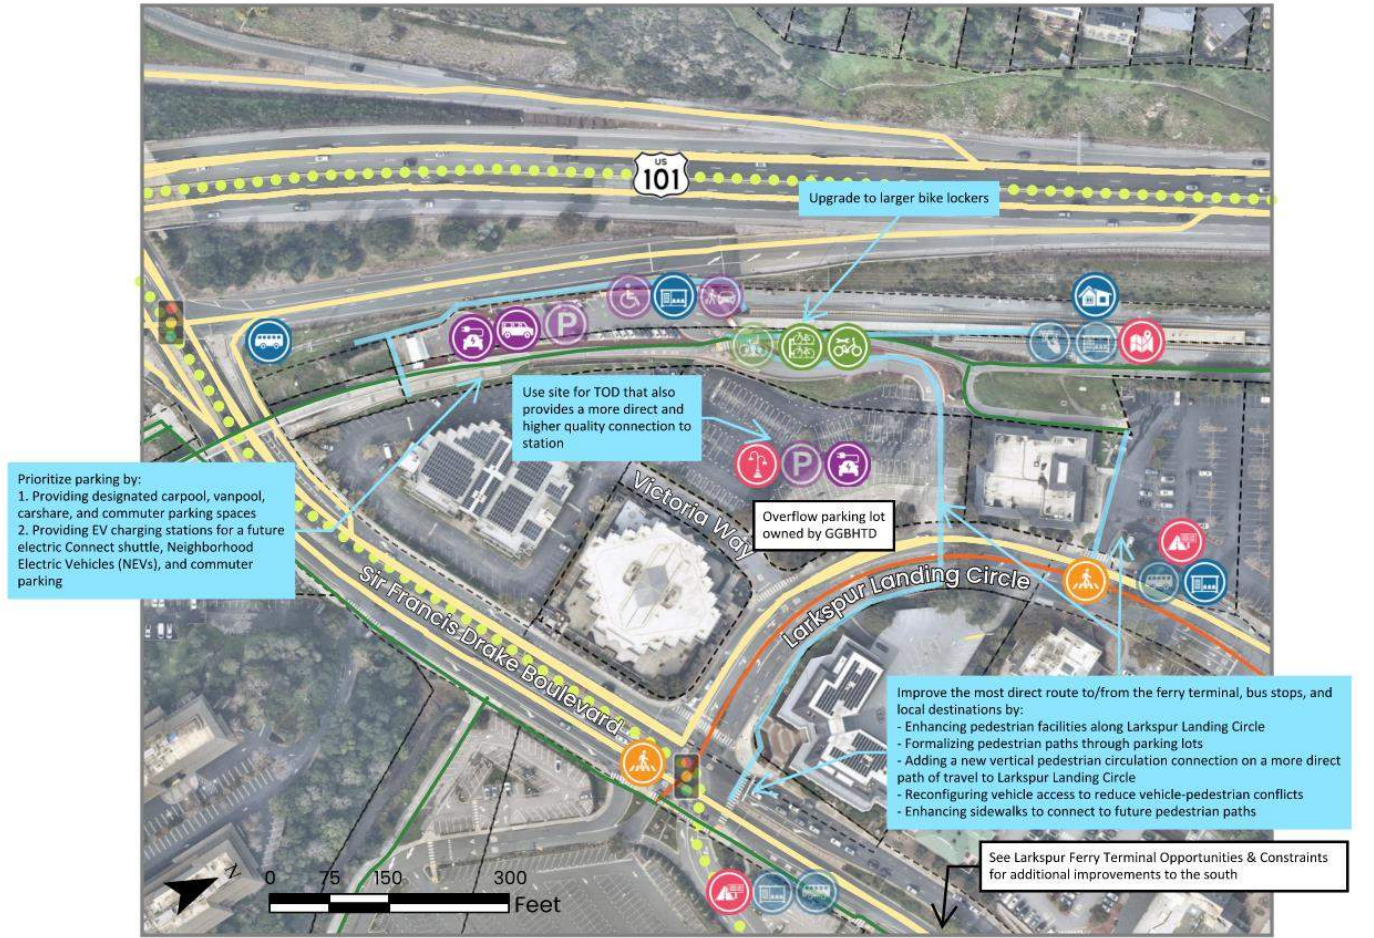 US
101
Upgrade to larger bike lockers
P
Use site for TOD that also
provides a more direct and
higher quality connection to
station
P
Prioritize parking by:
1. Providing designated carpool, vanpool,
carshare, and commuter parking spaces
2. Providing EV charging stations for a future
electric Connect shuttle, Neighborhood
Electric Vehicles (NEVs), and commuter
parking
Victoria Way
Overflow parking lot
owned by GGBHTD
Larkspur Landing Circle
Sir Francis Drake Boulevard
Improve the most direct route to/from the ferry terminal, bus stops, and
local destinations by:
- Enhancing pedestrian facilities along Larkspur Landing Circle
- Formalizing pedestrian paths through parking lots
- Adding a new vertical pedestrian circulation connection on a more direct
path of travel to Larkspur Landing Circle
- Reconfiguring vehicle access to reduce vehicle-pedestrian conflicts
- Enhancing sidewalks to connect to future pedestrian paths
See Larkspur Ferry Terminal Opportunities & Constraints
for additional improvements to the south
N
0 75 150 300
Feet